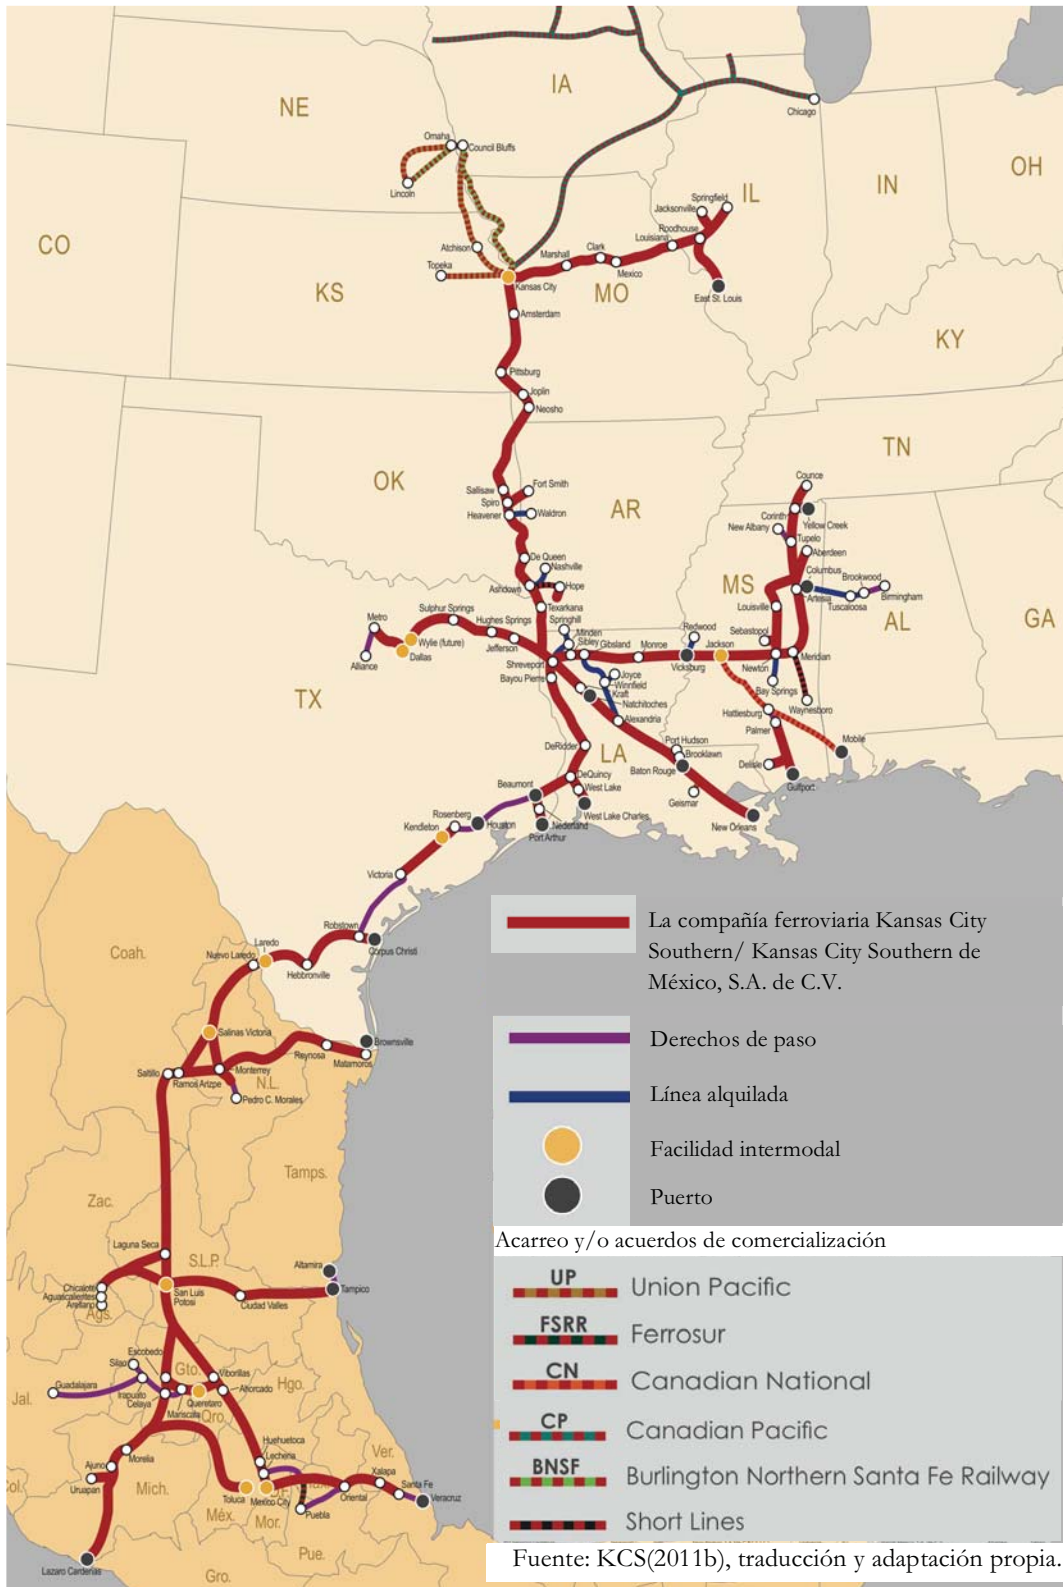 IA
NE
Chicago
Omaha
Council Bluffs
Lincoln
OH
IN
IL
Springfield
Jacksonville
Roodhouse
Louisiana
CO
Atchison
Clark
Marshall
Topeka
Mexico
Kansas City
KS
MO
East St. Louis
Amsterdam
KY
Pittsburg
Joplin
Neosho
TN
Counce
OK
Sallisaw
Fort Smith
Spiro
Heavener
Waldron
AR
Corinth
Yellow Creek
New Albany
Tupelo
Aberdeen
De Queen
Nashville
Columbus
Ashdown
Hope
MS
Brookwood
Artesia
Birmingham
Tuscaloosa
Texarkana
Louisville
AL
GA
Springhill
Sulphur Springs
Metro
Hughes Springs
Minden
Redwood
Sebastopol
Wylie (future)
Jefferson
Sibley
Gibsland
Monroe
Jackson
Alliance
Dallas
Shreveport
Vicksburg
Newton
Meridian
Bayou Pierre
Joyce
Winnfield
Bay Springs
Kraft
TX
Natchitoches
Waynesboro
Hattiesburg
Alexandria
Palmer
Port Hudson
Mobile
DeRidder
LA
Brooklawn
Baton Rouge
Delisle
DeQuincy
Gulfport
Beaumont
West Lake
Geismar
Rosenberg
West Lake Charles
Kendleton
Houston
Nederland
New Orleans
Port Arthur
Victoria
Robstown
Corpus Christi
Laredo
Nuevo Laredo
Coah.
Hebbronville
Salinas Victoria
Brownsville
Reynosa
Matamoros
Saltillo
Ramos Arizpe
Monterrey
N.L.
Pedro C. Morales
Tamps.
Zac.
Laguna Seca
S.L.P.
Altamira
Chicalote
Aguascalientes
Arellano
Ags.
San Luis
Potosi
Tampico
Ciudad Valles
Escobedo
Silao
Gto.
Viborillas
Guadalajara
Hgo.
Jal.
Irapuato
Celaya
Ahorcado
Queretaro
Mariscala
Qro.
Huehuetoca
Ver.
Lecheria
Morelia
Ajuno
Xalapa
Santa Fe
Uruapan
Mich.
Col.
D.F.
Toluca
Mexico City
Oriental
Veracruz
Méx.
Mor.
Puebla
Pue.
Lazaro Cardenas
Gro.
La compañía ferroviaria Kansas City
Southern/ Kansas City Southern de
México, S.A. de C.V.
Derechos de paso
Línea alquilada
Facilidad intermodal
Puerto
Acarreo y/o acuerdos de comercialización
UP Union Pacific
FSRR Ferrosur
CN Canadian National
CP Canadian Pacific
BNSF Burlington Northern Santa Fe Railway
Short Lines
Fuente: KCS(2011b), traducción y adaptación propia.